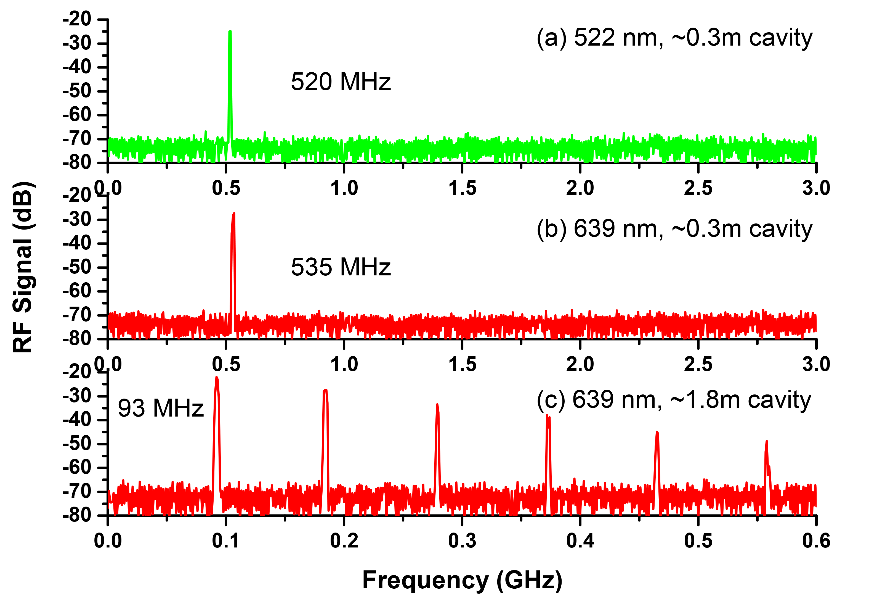 -20
-30
-40
-50
-60
-70
-80
(a) 522 nm, ~0.3m cavity
520 MHz
0.0 0.5 1.0 1.5 2.0 2.5 3.0
-20
-30
-40
-50
-60
-70
-80
(b) 639 nm, ~0.3m cavity
535 MHz
0.0 0.5 1.0 1.5 2.0 2.5 3.0
-20
-30
-40
-50
-60
-70
-80
93 MHz
(c) 639 nm, ~1.8m cavity
0.0 0.1 0.2 0.3 0.4 0.5 0.6
RF Signal (dB)
Frequency (GHz)